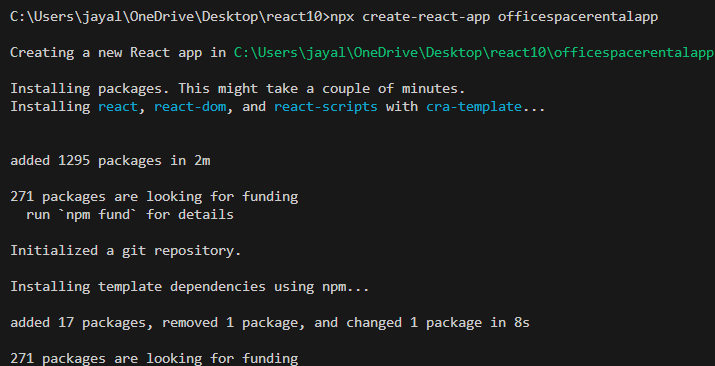 C:\Users\jayal\OneDrive\Desktop\react10>npx create-react-app officespacerentalapp
Creating a new React app in C:\Users\jayal\OneDrive\Desktop\react10\officespacerentalapp
Installing packages. This might take a couple of minutes.
Installing react, react-dom, and react-scripts with cra-template...
added 1295 packages in 2m
271 packages are looking for funding
  run `npm fund` for details
Initialized a git repository.
Installing template dependencies using npm...
added 17 packages, removed 1 package, and changed 1 package in 8s
271 packages are looking for funding